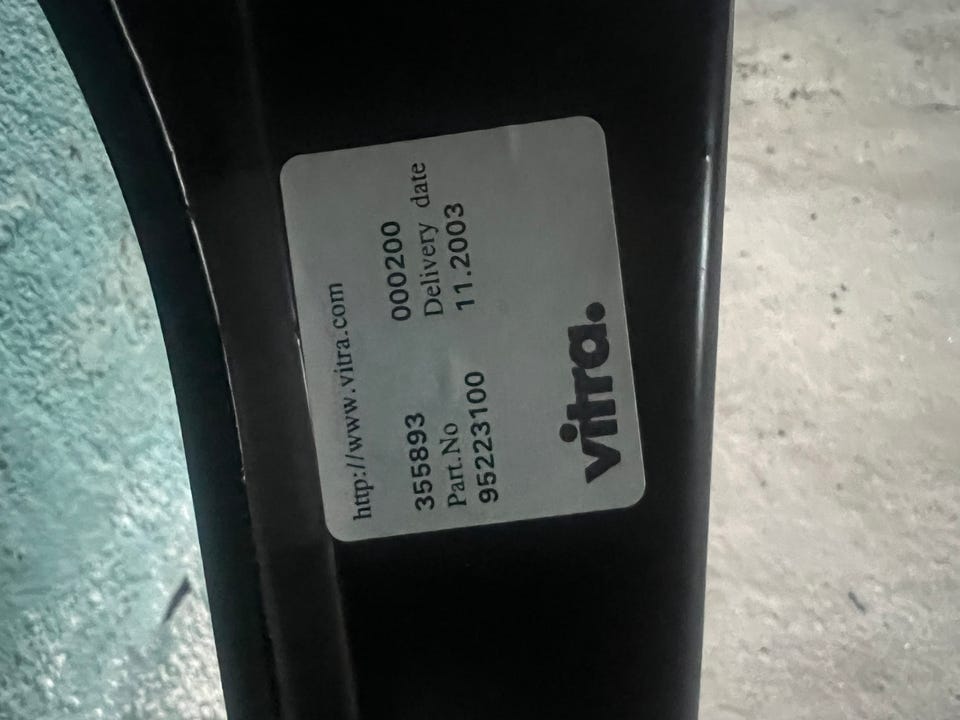 http://www.vitra.com
355893 000200
Part.No Delivery date
95223100 11.2003
vitra.